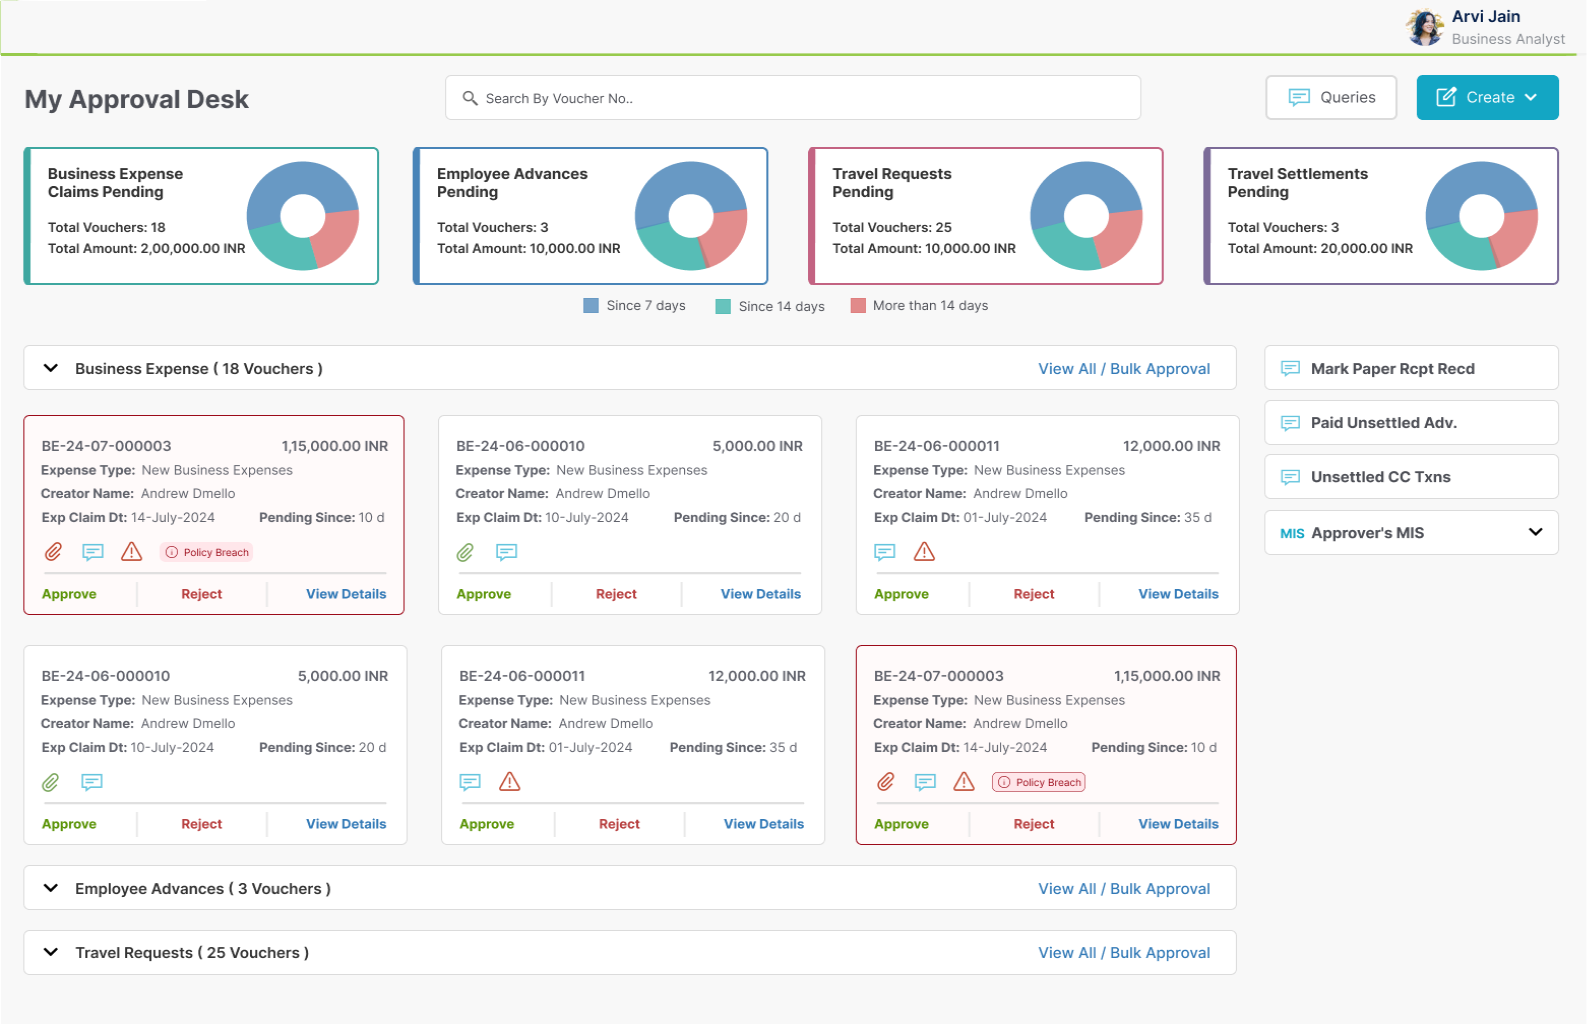 Arvi Jain
Business Analyst
My Approval Desk
Search By Voucher No..
Queries
Create
Business Expense
Claims Pending
Total Vouchers: 18
Total Amount: 2,00,000.00 INR
Employee Advances
Pending
Total Vouchers: 3
Total Amount: 10,000.00 INR
Travel Requests
Pending
Total Vouchers: 25
Total Amount: 10,000.00 INR
Travel Settlements
Pending
Total Vouchers: 3
Total Amount: 20,000.00 INR
Since 7 days
Since 14 days
More than 14 days
Business Expense ( 18 Vouchers )
View All / Bulk Approval
BE-24-07-000003 1,15,000.00 INR
Expense Type: New Business Expenses
Creator Name: Andrew Dmello
Exp Claim Dt: 14-July-2024 Pending Since: 10 d
Policy Breach
Approve Reject View Details
BE-24-06-000010 5,000.00 INR
Expense Type: New Business Expenses
Creator Name: Andrew Dmello
Exp Claim Dt: 10-July-2024 Pending Since: 20 d
Approve Reject View Details
BE-24-06-000011 12,000.00 INR
Expense Type: New Business Expenses
Creator Name: Andrew Dmello
Exp Claim Dt: 01-July-2024 Pending Since: 35 d
Approve Reject View Details
BE-24-06-000010 5,000.00 INR
Expense Type: New Business Expenses
Creator Name: Andrew Dmello
Exp Claim Dt: 10-July-2024 Pending Since: 20 d
Approve Reject View Details
BE-24-06-000011 12,000.00 INR
Expense Type: New Business Expenses
Creator Name: Andrew Dmello
Exp Claim Dt: 01-July-2024 Pending Since: 35 d
Approve Reject View Details
BE-24-07-000003 1,15,000.00 INR
Expense Type: New Business Expenses
Creator Name: Andrew Dmello
Exp Claim Dt: 14-July-2024 Pending Since: 10 d
Policy Breach
Approve Reject View Details
Employee Advances ( 3 Vouchers )
View All / Bulk Approval
Travel Requests ( 25 Vouchers )
View All / Bulk Approval
Mark Paper Rcpt Recd
Paid Unsettled Adv.
Unsettled CC Txns
MIS Approver's MIS